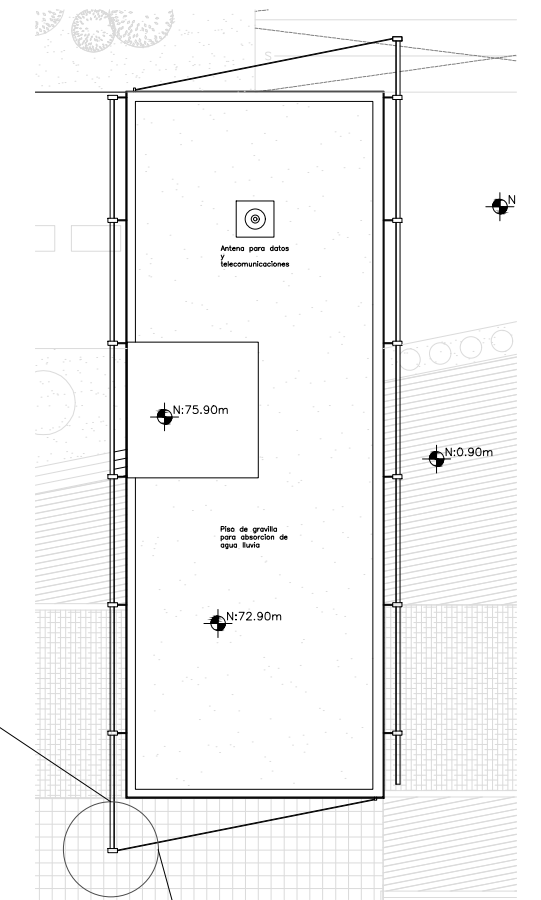 N
Antena para datos
y
telecomunicaciones
N:75.90m
N:0.90m
Piso de gravilla
para absorcion de
agua lluvia
N:72.90m